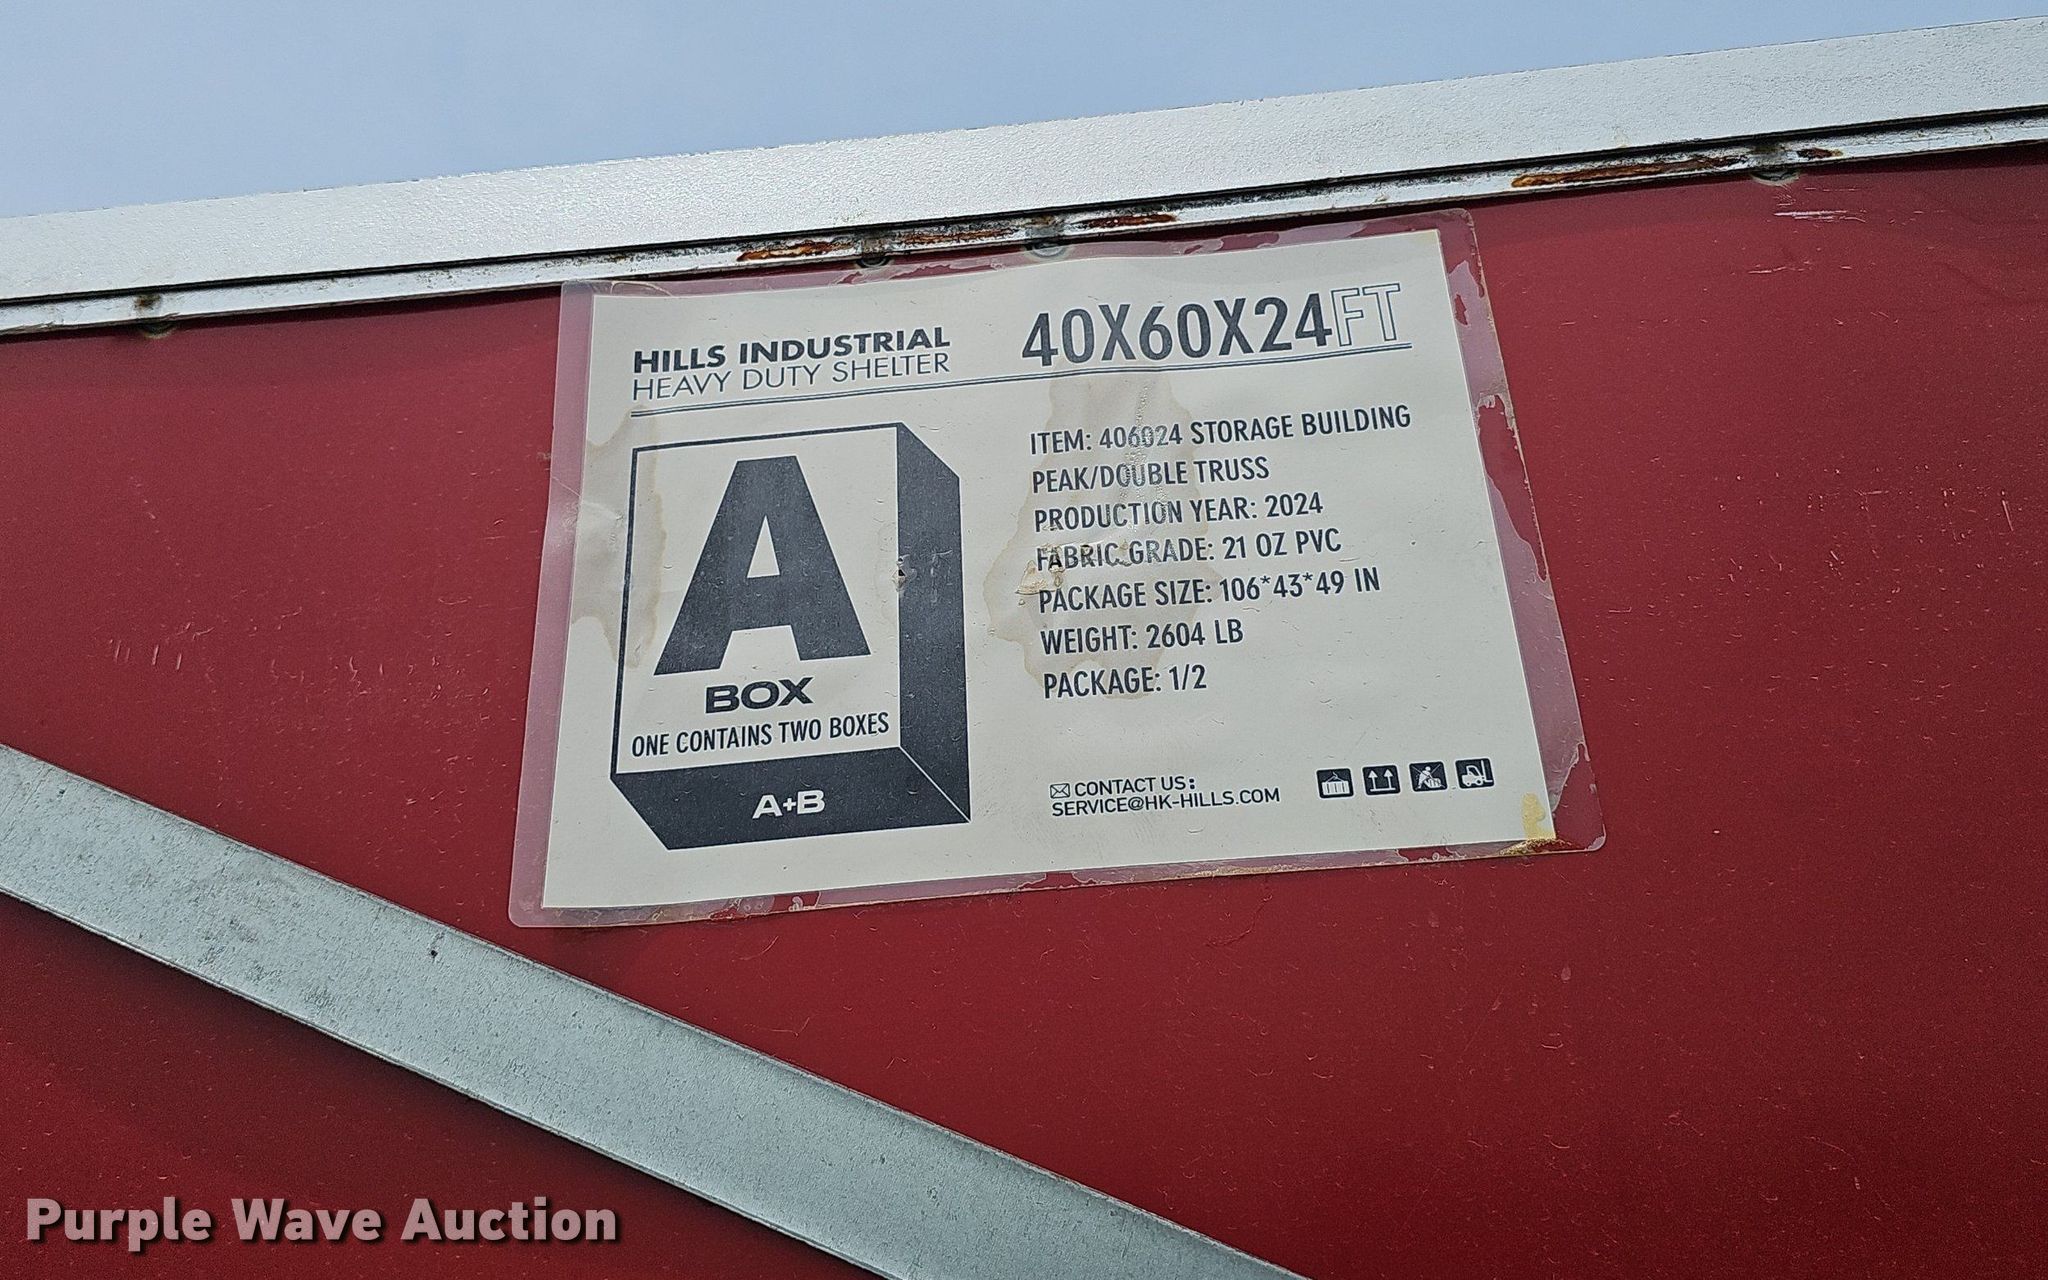 HILLS INDUSTRIAL
HEAVY DUTY SHELTER
40X60X24FT
A
BOX
ONE CONTAINS TWO BOXES
A+B
ITEM: 406024 STORAGE BUILDING
PEAK/DOUBLE TRUSS
PRODUCTION YEAR: 2024
FABRIC GRADE: 21 OZ PVC
PACKAGE SIZE: 106*43*49 IN
WEIGHT: 2604 LB
PACKAGE: 1/2
CONTACT US:
SERVICE@HK-HILLS.COM
Purple Wave Auction